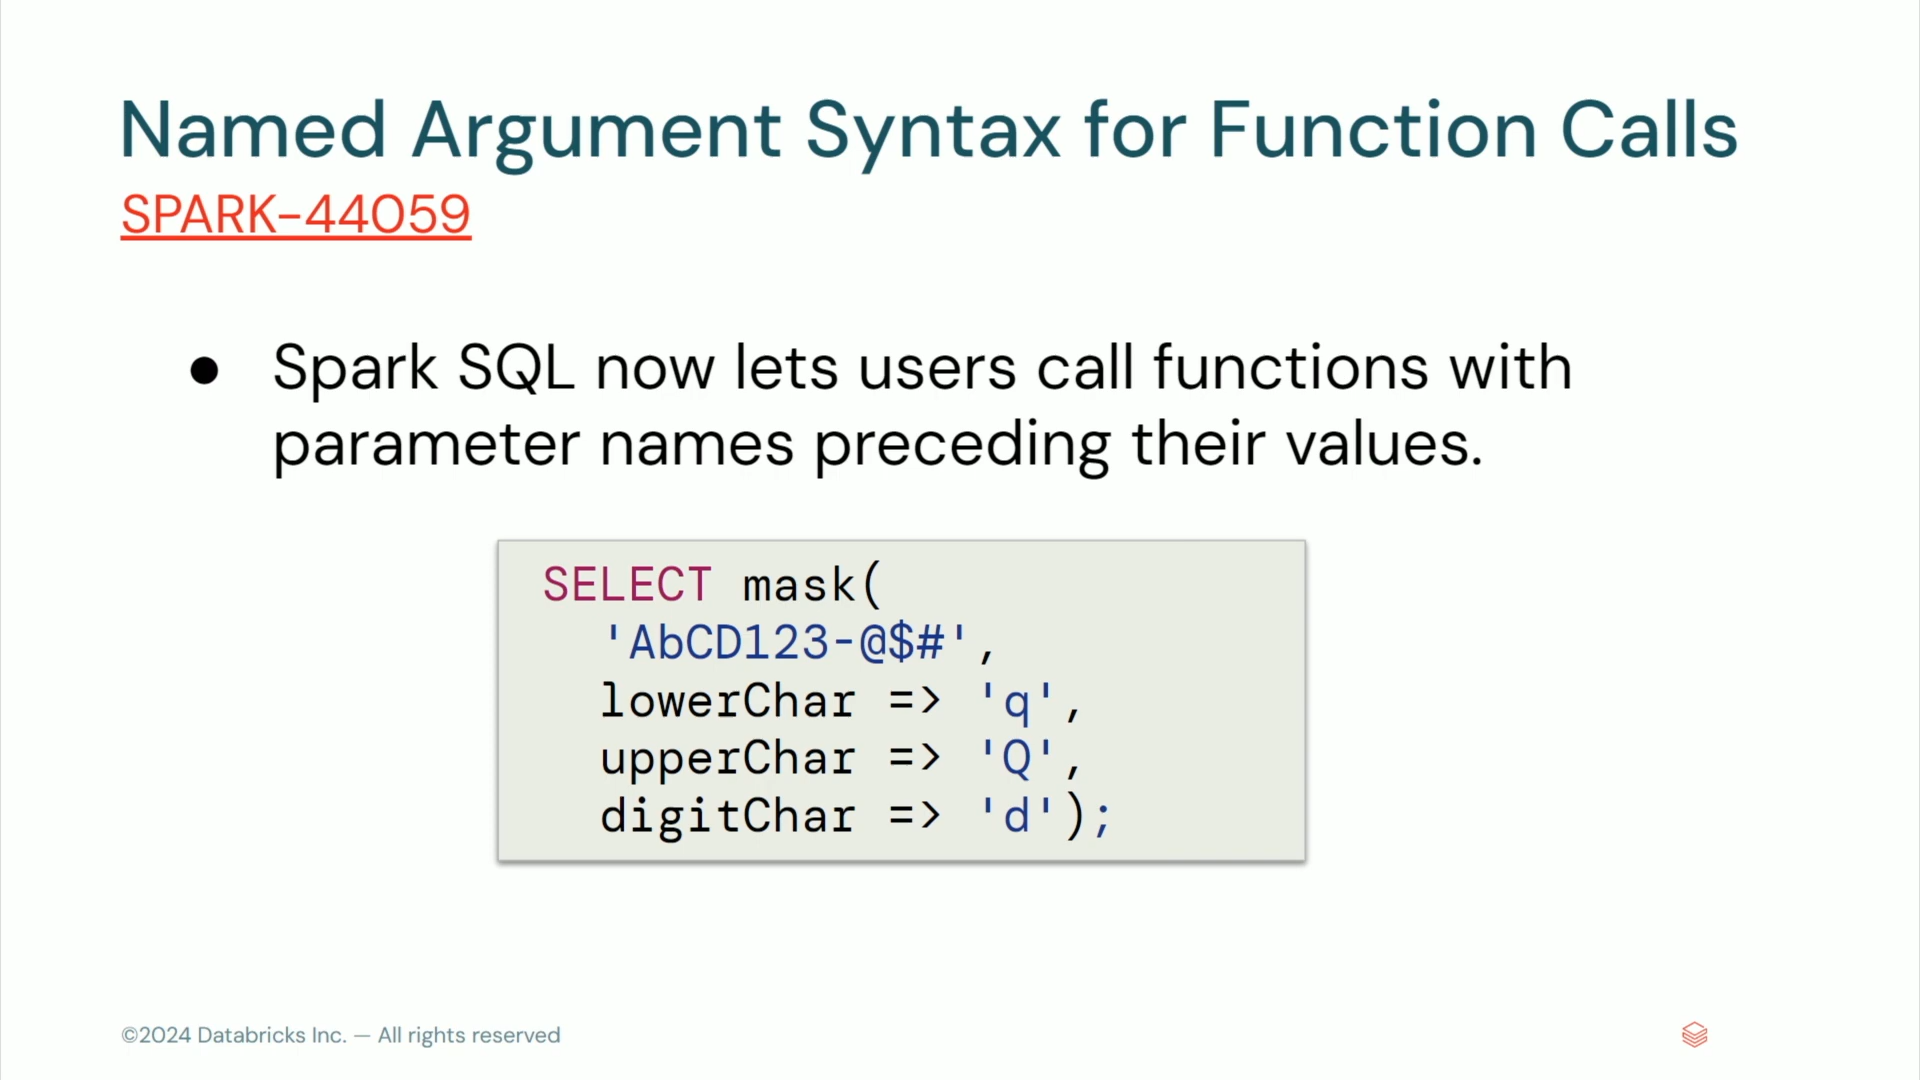 Named Argument Syntax for Function Calls
SPARK-44059
● Spark SQL now lets users call functions with
parameter names preceding their values.
SELECT mask(
'AbCD123-@$#',
lowerChar => 'q',
upperChar => 'Q',
digitChar => 'd');
©2024 Databricks Inc. — All rights reserved